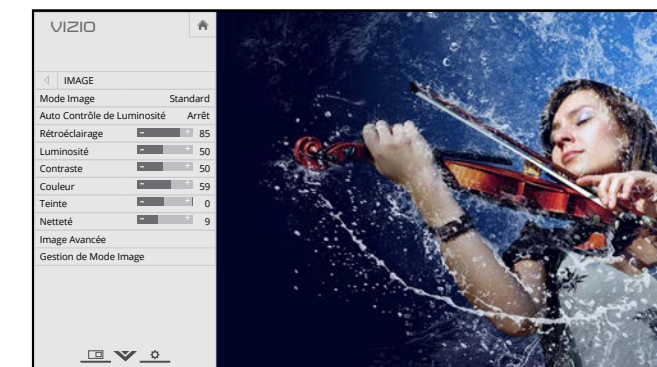 VIZIO
IMAGE
Mode Image Standard
Auto Contrôle de Luminosité Arrêt
Rétroéclairage 85
Luminosité 50
Contraste 50
Couleur 59
Teinte 0
Netteté 9
Image Avancée
Gestion de Mode Image